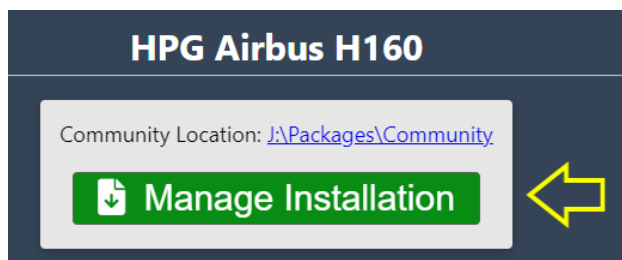 HPG Airbus H160
Community Location: J:\Packages\Community
Manage Installation